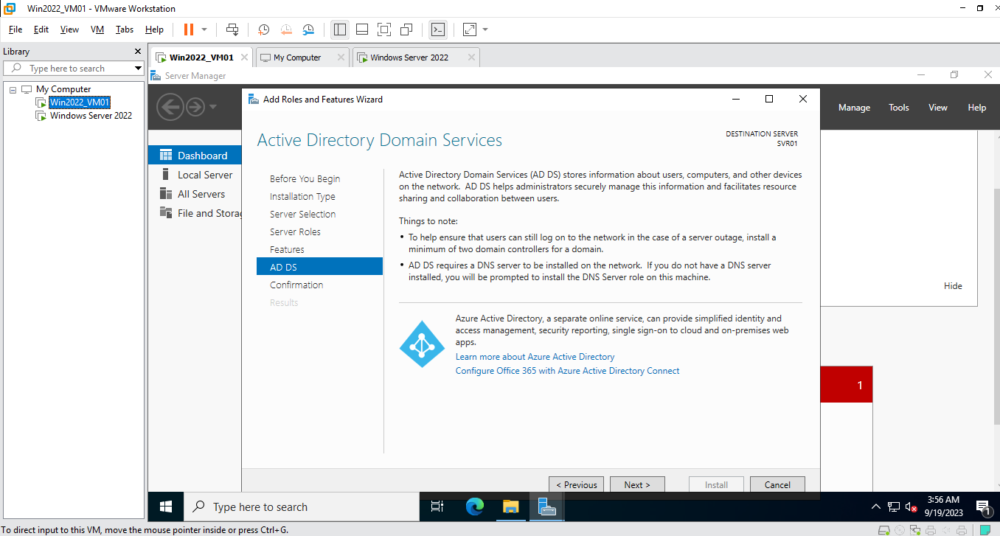 Win2022_VM01 - VMware Workstation
File Edit View VM Tabs Help
Library
Type here to search
My Computer
Win2022_VM01
Windows Server 2022
Win2022_VM01 My Computer Windows Server 2022
Server Manager
Manage Tools View Help
Dashboard
Local Server
All Servers
File and Storag
Add Roles and Features Wizard
Active Directory Domain Services
DESTINATION SERVER
SVR01
Before You Begin
Installation Type
Server Selection
Server Roles
Features
AD DS
Confirmation
Results
Active Directory Domain Services (AD DS) stores information about users, computers, and other devices
on the network. AD DS helps administrators securely manage this information and facilitates resource
sharing and collaboration between users.
Things to note:
• To help ensure that users can still log on to the network in the case of a server outage, install a
minimum of two domain controllers for a domain.
• AD DS requires a DNS server to be installed on the network. If you do not have a DNS server
installed, you will be prompted to install the DNS Server role on this machine.
Azure Active Directory, a separate online service, can provide simplified identity and
access management, security reporting, single sign-on to cloud and on-premises web
apps.
Learn more about Azure Active Directory
Configure Office 365 with Azure Active Directory Connect
< Previous Next > Install Cancel
Hide
1
Type here to search
3:56 AM
9/19/2023
1
To direct input to this VM, move the mouse pointer inside or press Ctrl+G.